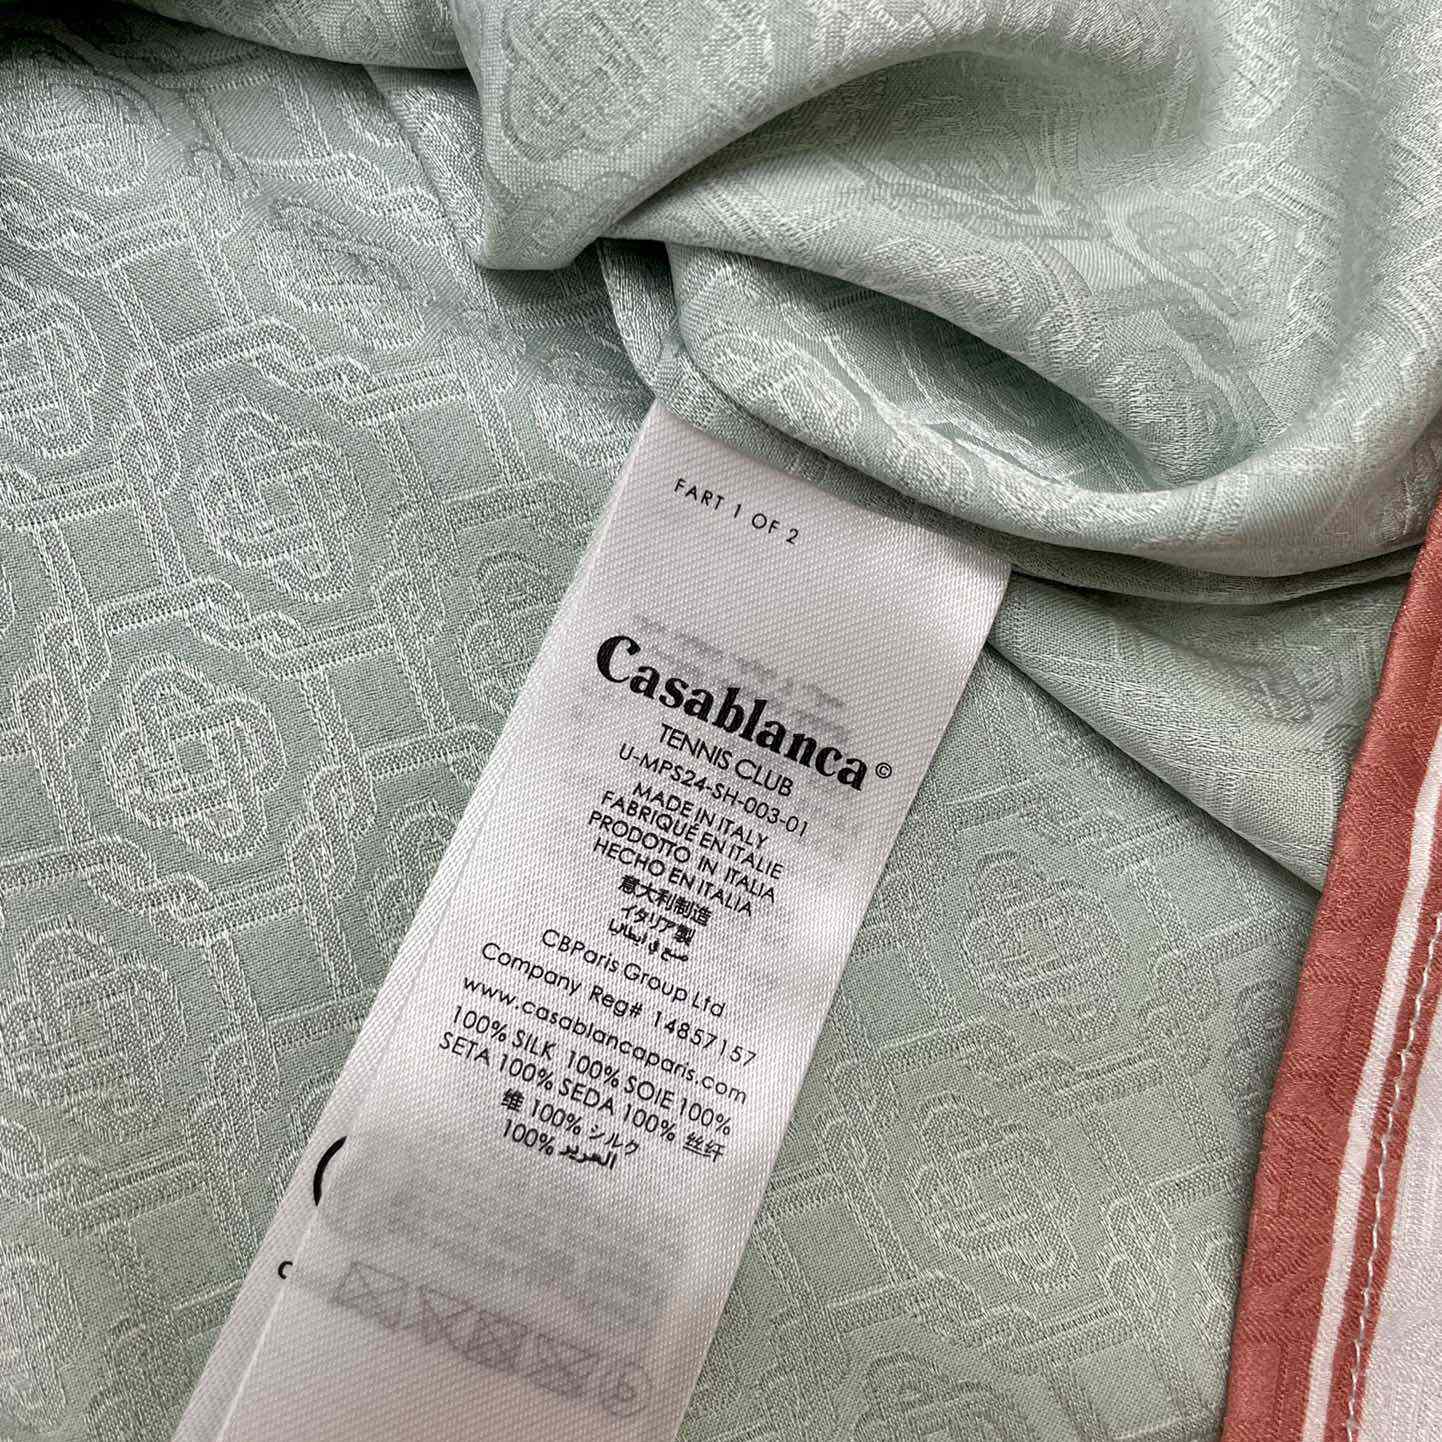 FART 1 OF 2
Casablanca©
TENNIS CLUB
U-MPS24-SH-003-01
MADE IN ITALY
FABRIQUÉ EN ITALIE
PRODOTTO IN ITALIA
HECHO EN ITALIA
意大利制造
イタリア製
صنع في إيطاليا
CBParis Group Ltd
Company Reg# 14857157
www.casablancaparis.com
100% SILK 100% SOIE 100%
SETA 100% SEDA 100% 丝纤
维 100% シルク
100% الحرير